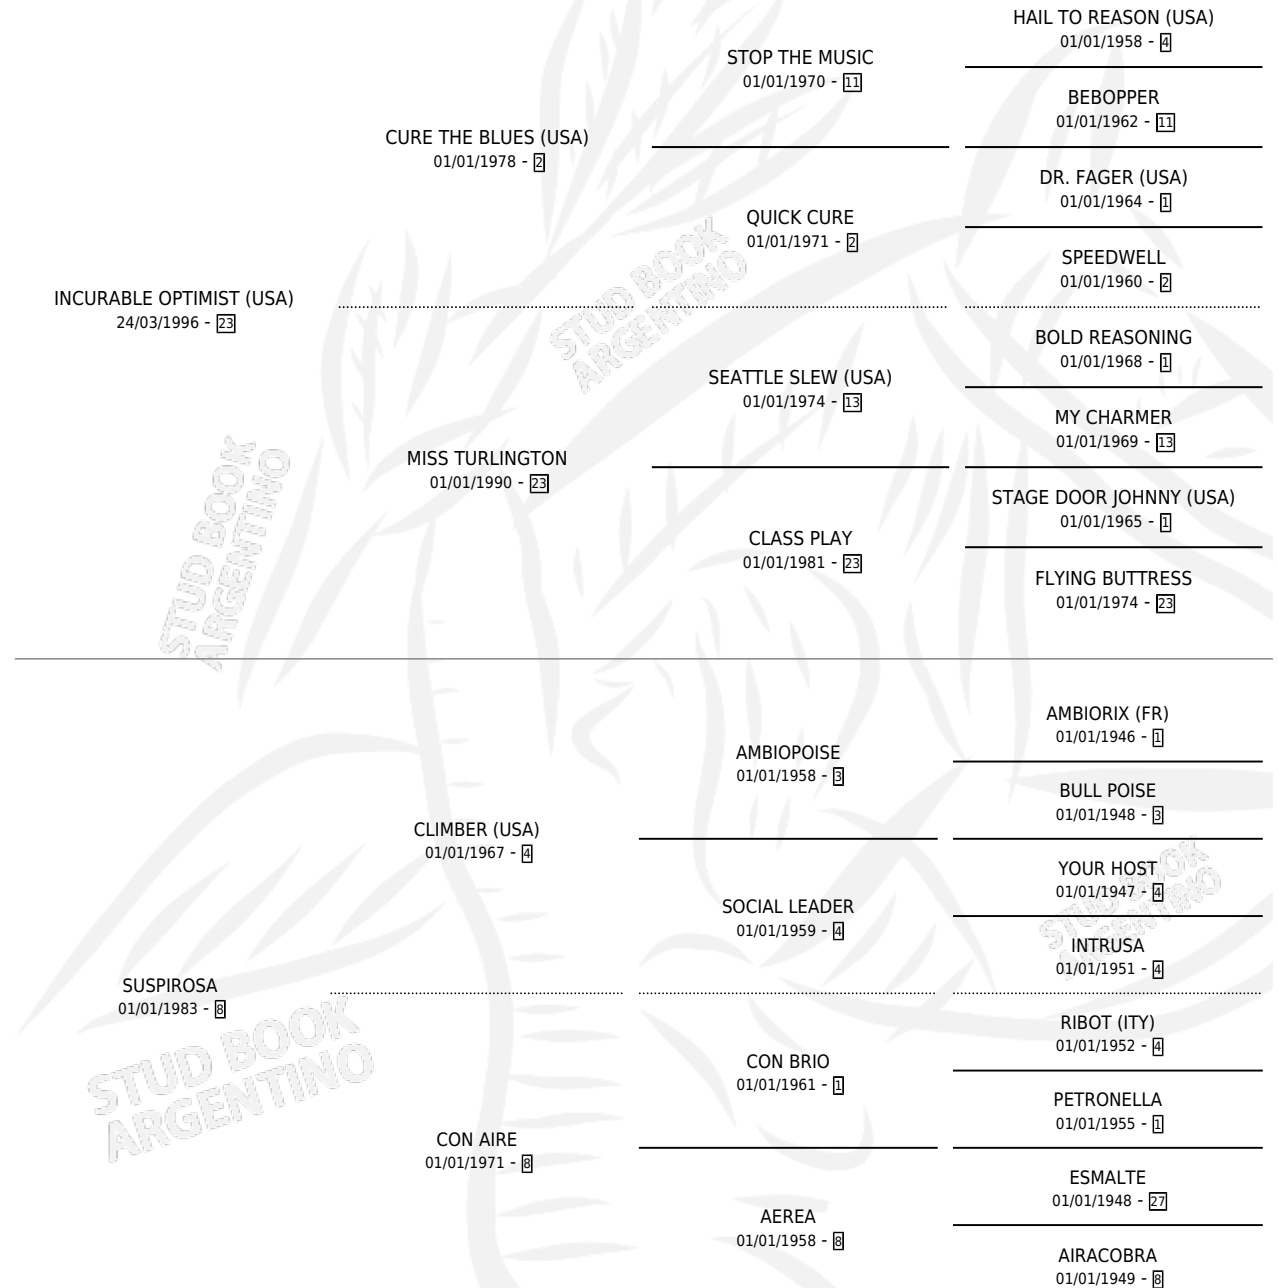 HAIL TO REASON (USA)
01/01/1958 - 4
STOP THE MUSIC
01/01/1970 - 11
BEBOPPER
01/01/1962 - 11
CURE THE BLUES (USA)
01/01/1978 - 2
DR. FAGER (USA)
01/01/1964 - 1
QUICK CURE
01/01/1971 - 2
SPEEDWELL
01/01/1960 - 2
INCURABLE OPTIMIST (USA)
24/03/1996 - 23
BOLD REASONING
01/01/1968 - 1
SEATTLE SLEW (USA)
01/01/1974 - 13
MY CHARMER
01/01/1969 - 13
MISS TURLINGTON
01/01/1990 - 23
STAGE DOOR JOHNNY (USA)
01/01/1965 - 1
CLASS PLAY
01/01/1981 - 23
FLYING BUTTRESS
01/01/1974 - 23
AMBIORIX (FR)
01/01/1946 - 1
AMBIOPOISE
01/01/1958 - 3
BULL POISE
01/01/1948 - 3
CLIMBER (USA)
01/01/1967 - 4
YOUR HOST
01/01/1947 - 4
SOCIAL LEADER
01/01/1959 - 4
INTRUSA
01/01/1951 - 4
SUSPIROSA
01/01/1983 - 8
RIBOT (ITY)
01/01/1952 - 4
CON BRIO
01/01/1961 - 1
PETRONELLA
01/01/1955 - 1
CON AIRE
01/01/1971 - 8
ESMALTE
01/01/1948 - 27
AEREA
01/01/1958 - 8
AIRACOBRA
01/01/1949 - 8
STUD BOOK
ARGENTINO
STUD BOOK
ARGENTINO
STUD BOOK
ARGENTINO
STUD BOOK
ARGENTINO